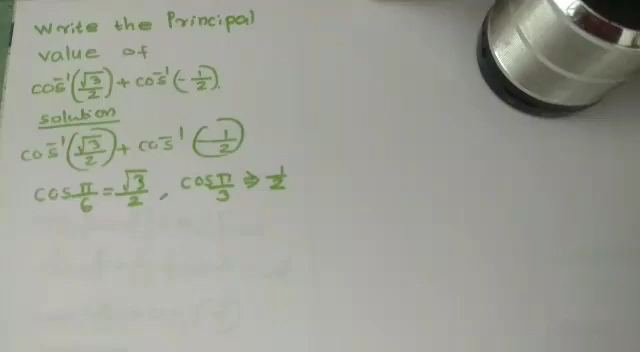 Write the Principal
value of
cos⁻¹(√3/2) + cos⁻¹(-1/2).
solution
cos⁻¹(√3/2) + cos⁻¹(-1/2)
cos π/6 = √3/2, cos π/3 ⇒ 1/2